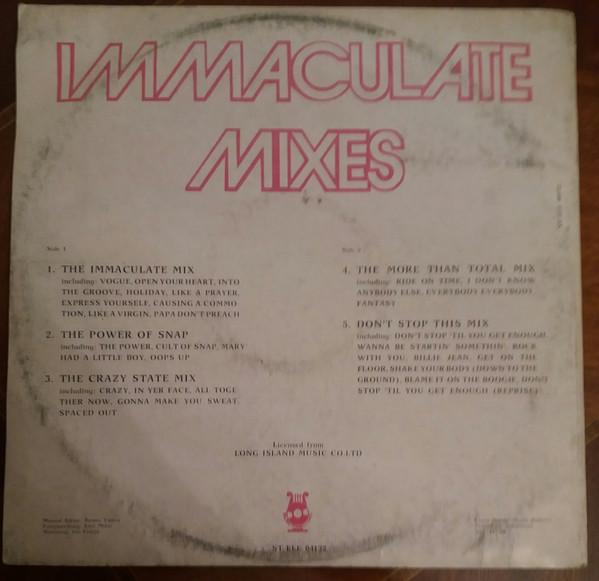 IMMACULATE
MIXES
Side 1
1. THE IMMACULATE MIX
including: VOGUE, OPEN YOUR HEART, INTO
THE GROOVE, HOLIDAY, LIKE A PRAYER,
EXPRESS YOURSELF, CAUSING A COMMO
TION, LIKE A VIRGIN, PAPA DON'T PREACH
2. THE POWER OF SNAP
including: THE POWER, CULT OF SNAP, MARY
HAD A LITTLE BOY, OOPS UP
3. THE CRAZY STATE MIX
including: CRAZY, IN YER FACE, ALL TOGE
THER NOW, GONNA MAKE YOU SWEAT,
SPACED OUT
Side 2
4. THE MORE THAN TOTAL MIX
including: RIDE ON TIME, I DON'T KNOW
ANYBODY ELSE, EVERYBODY EVERYBODY,
FANTASY
5. DON'T STOP THIS MIX
including: DON'T STOP 'TIL YOU GET ENOUGH,
WANNA BE STARTIN' SOMETHIN', ROCK
WITH YOU, BILLIE JEAN, GET ON THE
FLOOR, SHAKE YOUR BODY (DOWN TO THE
GROUND), BLAME IT ON THE BOOGIE, DON'T
STOP 'TIL YOU GET ENOUGH (REPRISE)
Licensed from
LONG ISLAND MUSIC CO.LTD